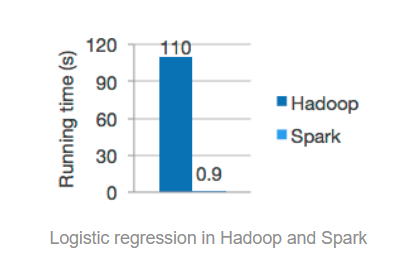 Running time (s)
120
90
60
30
0
110
0.9
Hadoop
Spark
Logistic regression in Hadoop and Spark